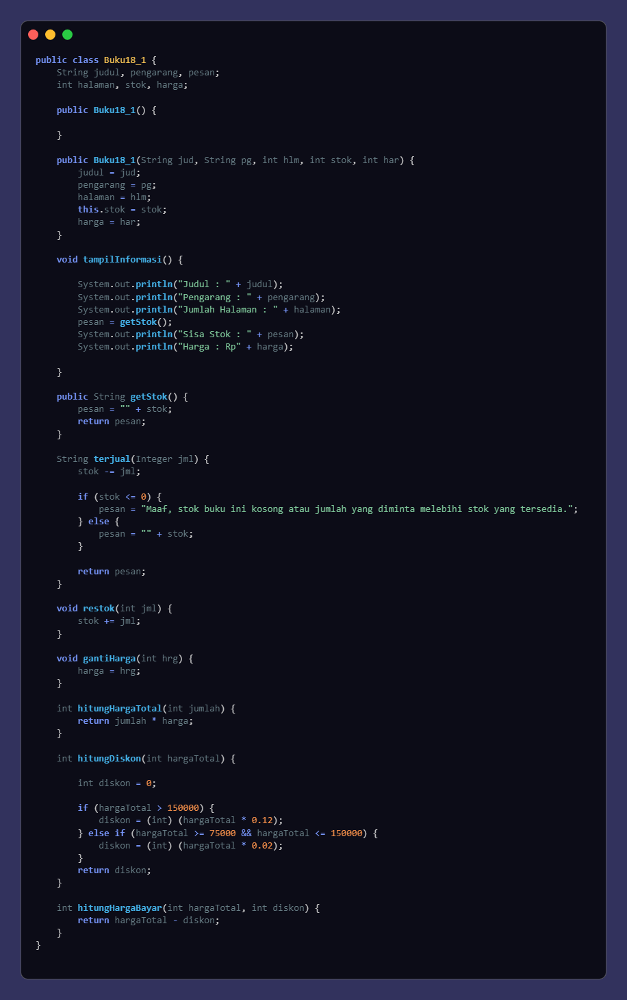 public class Buku18_1 {
    String judul, pengarang, pesan;
    int halaman, stok, harga;

    public Buku18_1() {

    }

    public Buku18_1(String jud, String pg, int hlm, int stok, int har) {
        judul = jud;
        pengarang = pg;
        halaman = hlm;
        this.stok = stok;
        harga = har;
    }

    void tampilInformasi() {

        System.out.println("Judul : " + judul);
        System.out.println("Pengarang : " + pengarang);
        System.out.println("Jumlah Halaman : " + halaman);
        pesan = getStok();
        System.out.println("Sisa Stok : " + pesan);
        System.out.println("Harga : Rp" + harga);

    }

    public String getStok() {
        pesan = "" + stok;
        return pesan;
    }

    String terjual(Integer jml) {
        stok -= jml;

        if (stok <= 0) {
            pesan = "Maaf, stok buku ini kosong atau jumlah yang diminta melebihi stok yang tersedia.";
        } else {
            pesan = "" + stok;
        }

        return pesan;
    }

    void restok(int jml) {
        stok += jml;
    }

    void gantiHarga(int hrg) {
        harga = hrg;
    }

    int hitungHargaTotal(int jumlah) {
        return jumlah * harga;
    }

    int hitungDiskon(int hargaTotal) {

        int diskon = 0;

        if (hargaTotal > 150000) {
            diskon = (int) (hargaTotal * 0.12);
        } else if (hargaTotal >= 75000 && hargaTotal <= 150000) {
            diskon = (int) (hargaTotal * 0.02);
        }
        return diskon;
    }

    int hitungHargaBayar(int hargaTotal, int diskon) {
        return hargaTotal - diskon;
    }
}